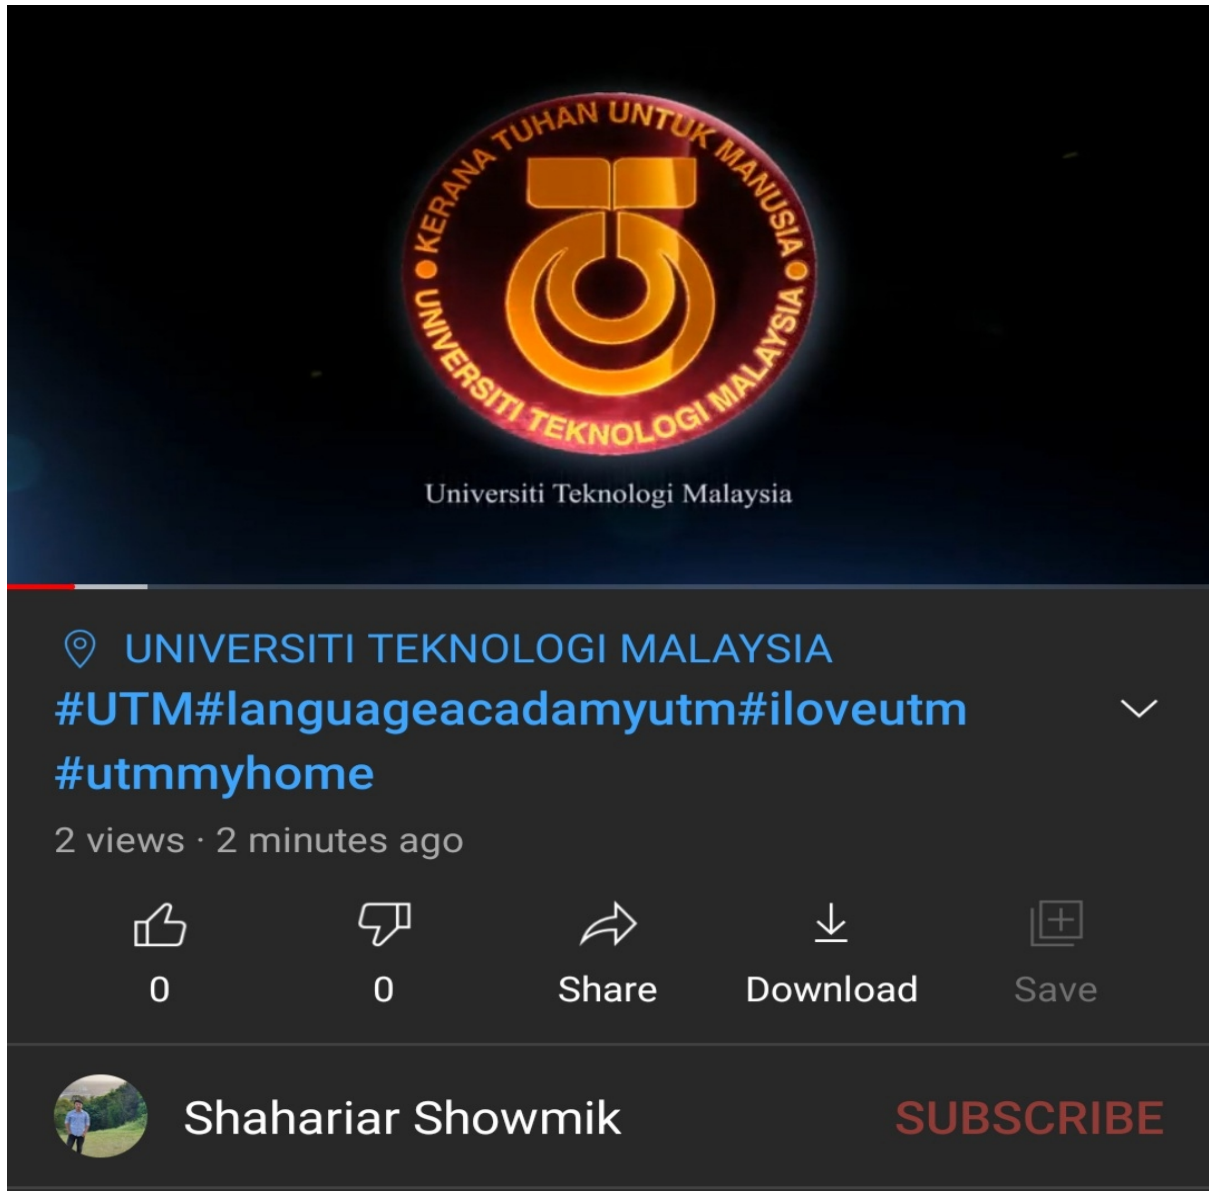 KERANA TUHAN UNTUK MANUSIA
UNIVERSITI TEKNOLOGI MALAYSIA
Universiti Teknologi Malaysia
UNIVERSITI TEKNOLOGI MALAYSIA
#UTM#languageacadamyutm#iloveutm
#utmmyhome
2 views · 2 minutes ago
0 0 Share Download Save
Shahariar Showmik SUBSCRIBE